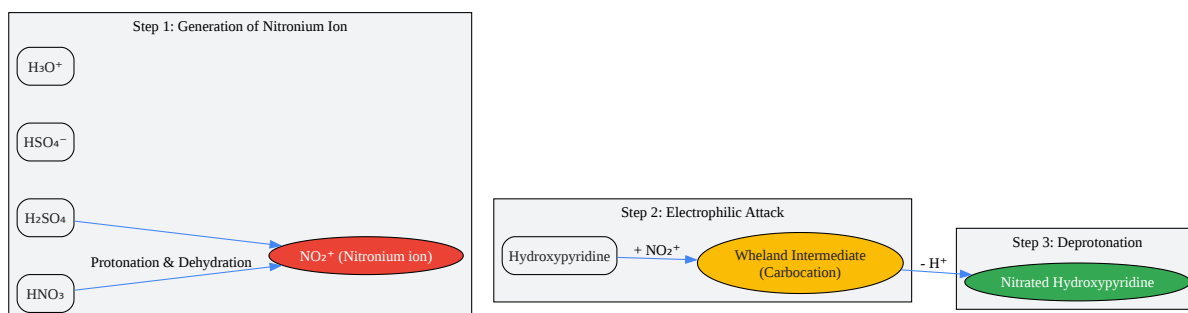 Step 1: Generation of Nitronium Ion
H₃O⁺
HSO₄⁻
H₂SO₄
HNO₃
Protonation & Dehydration
NO₂⁺ (Nitronium ion)
Step 2: Electrophilic Attack
Hydroxypyridine
+ NO₂⁺
Wheland Intermediate
(Carbocation)
- H⁺
Step 3: Deprotonation
Nitrated Hydroxypyridine